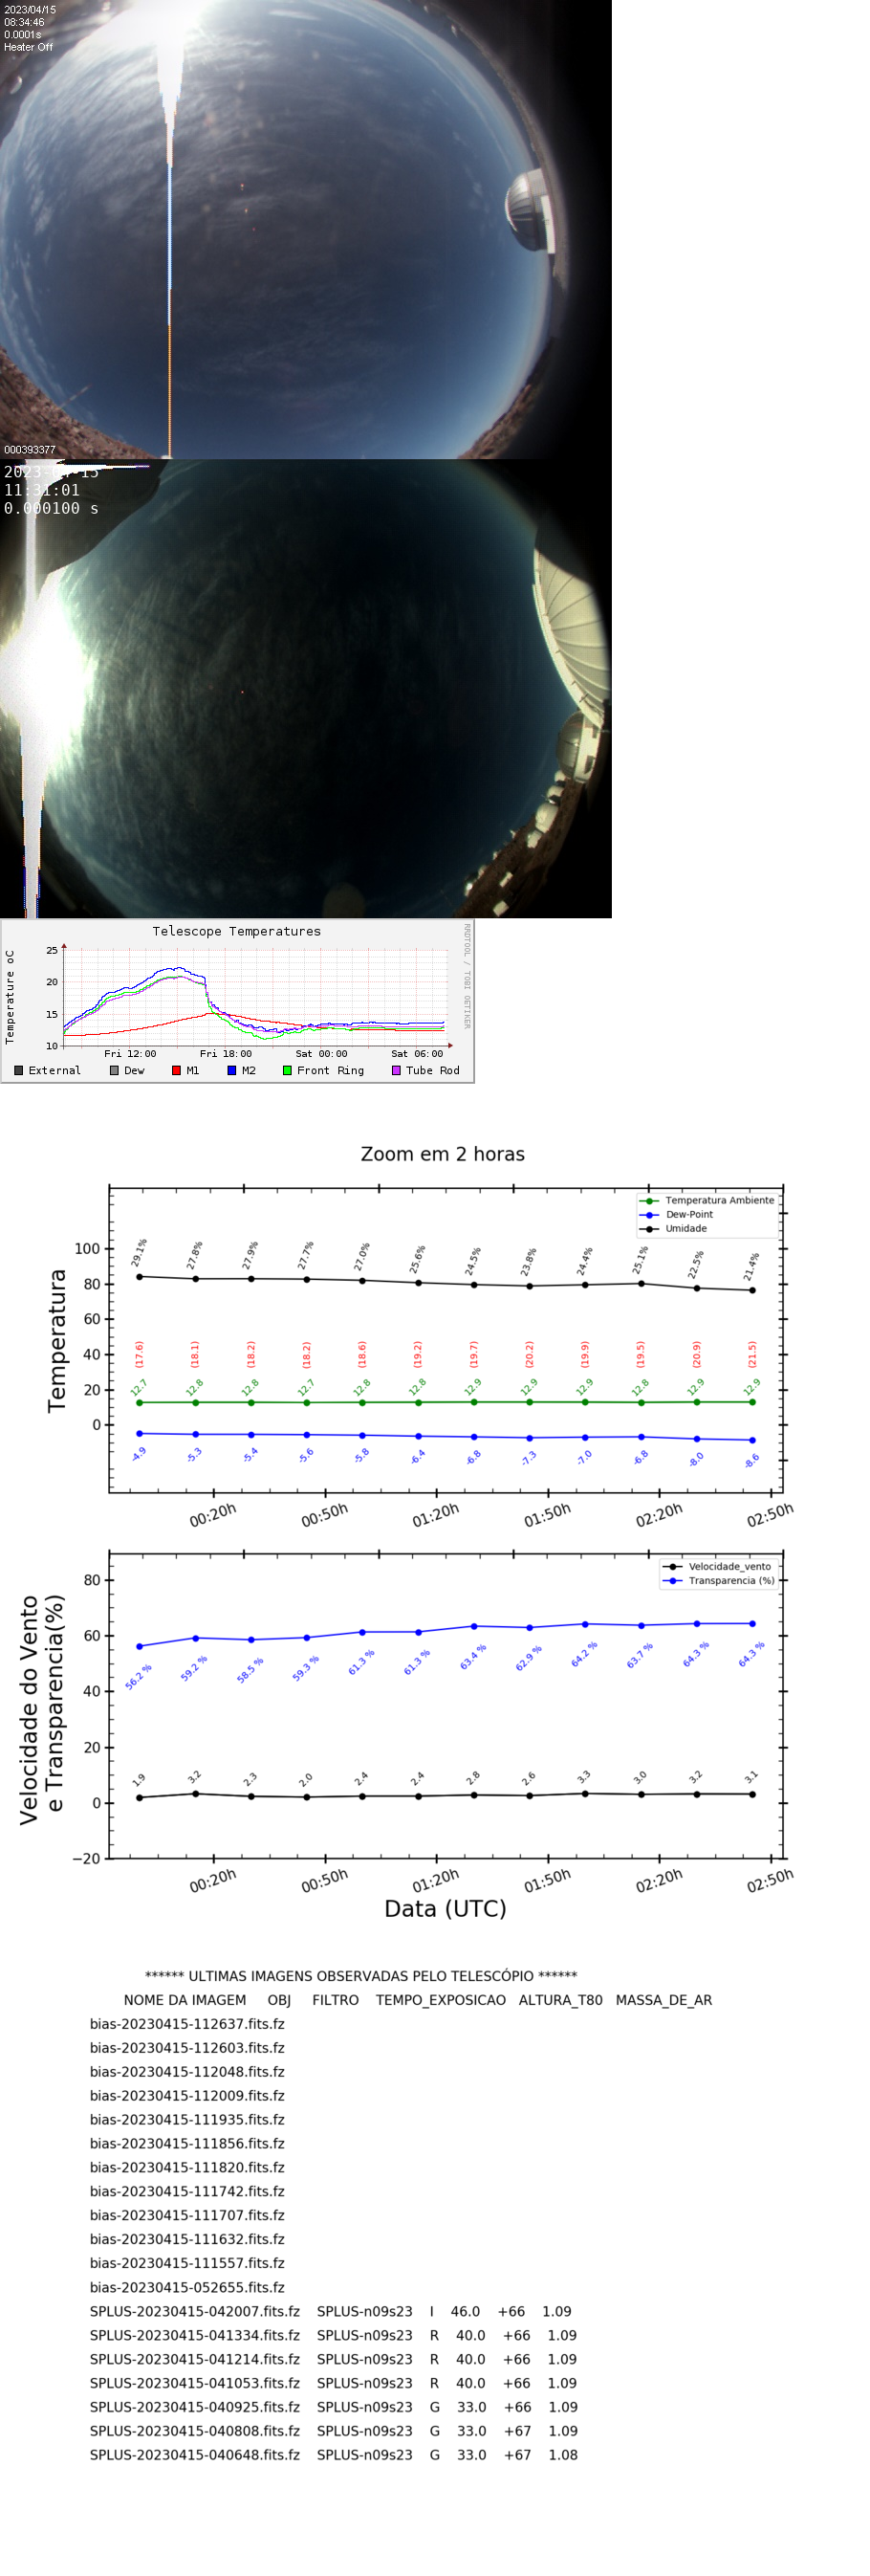 2023/04/15
08:34:46
0.0001s
Heater Off
000393377
11:31:01
0.000100 s
Telescope Temperatures
RRDTOOL / TOBI OETIKER
Temperature oC
25
20
15
10
Fri 12:00 Fri 18:00 Sat 00:00 Sat 06:00
External Dew M1 M2 Front Ring Tube Rod
Zoom em 2 horas
Temperatura Ambiente
Dew-Point
Umidade
Temperatura
100
80
60
40
20
0
29.1% 27.8% 27.9% 27.7% 27.0% 25.6% 24.5% 23.8% 24.4% 25.1% 22.5% 21.4%
(17.6) (18.1) (18.2) (18.2) (18.6) (19.2) (19.7) (20.2) (19.9) (19.5) (20.9) (21.5)
12.7 12.8 12.8 12.7 12.8 12.8 12.9 12.9 12.9 12.8 12.9 12.9
-4.9 -5.3 -5.4 -5.6 -5.8 -6.4 -6.8 -7.3 -7.0 -6.8 -8.0 -8.6
00:20h 00:50h 01:20h 01:50h 02:20h 02:50h
Velocidade_vento
Transparencia (%)
Velocidade do Vento
e Transparencia(%)
80
60
40
20
0
−20
56.2 % 59.2 % 58.5 % 59.3 % 61.3 % 61.3 % 63.4 % 62.9 % 64.2 % 63.7 % 64.3 % 64.3 %
1.9 3.2 2.3 2.0 2.4 2.4 2.8 2.6 3.3 3.0 3.2 3.1
00:20h 00:50h 01:20h 01:50h 02:20h 02:50h
Data (UTC)
****** ULTIMAS IMAGENS OBSERVADAS PELO TELESCÓPIO ******
NOME DA IMAGEM OBJ FILTRO TEMPO_EXPOSICAO ALTURA_T80 MASSA_DE_AR
bias-20230415-112637.fits.fz
bias-20230415-112603.fits.fz
bias-20230415-112048.fits.fz
bias-20230415-112009.fits.fz
bias-20230415-111935.fits.fz
bias-20230415-111856.fits.fz
bias-20230415-111820.fits.fz
bias-20230415-111742.fits.fz
bias-20230415-111707.fits.fz
bias-20230415-111632.fits.fz
bias-20230415-111557.fits.fz
bias-20230415-052655.fits.fz
SPLUS-20230415-042007.fits.fz SPLUS-n09s23 I 46.0 +66 1.09
SPLUS-20230415-041334.fits.fz SPLUS-n09s23 R 40.0 +66 1.09
SPLUS-20230415-041214.fits.fz SPLUS-n09s23 R 40.0 +66 1.09
SPLUS-20230415-041053.fits.fz SPLUS-n09s23 R 40.0 +66 1.09
SPLUS-20230415-040925.fits.fz SPLUS-n09s23 G 33.0 +66 1.09
SPLUS-20230415-040808.fits.fz SPLUS-n09s23 G 33.0 +67 1.09
SPLUS-20230415-040648.fits.fz SPLUS-n09s23 G 33.0 +67 1.08